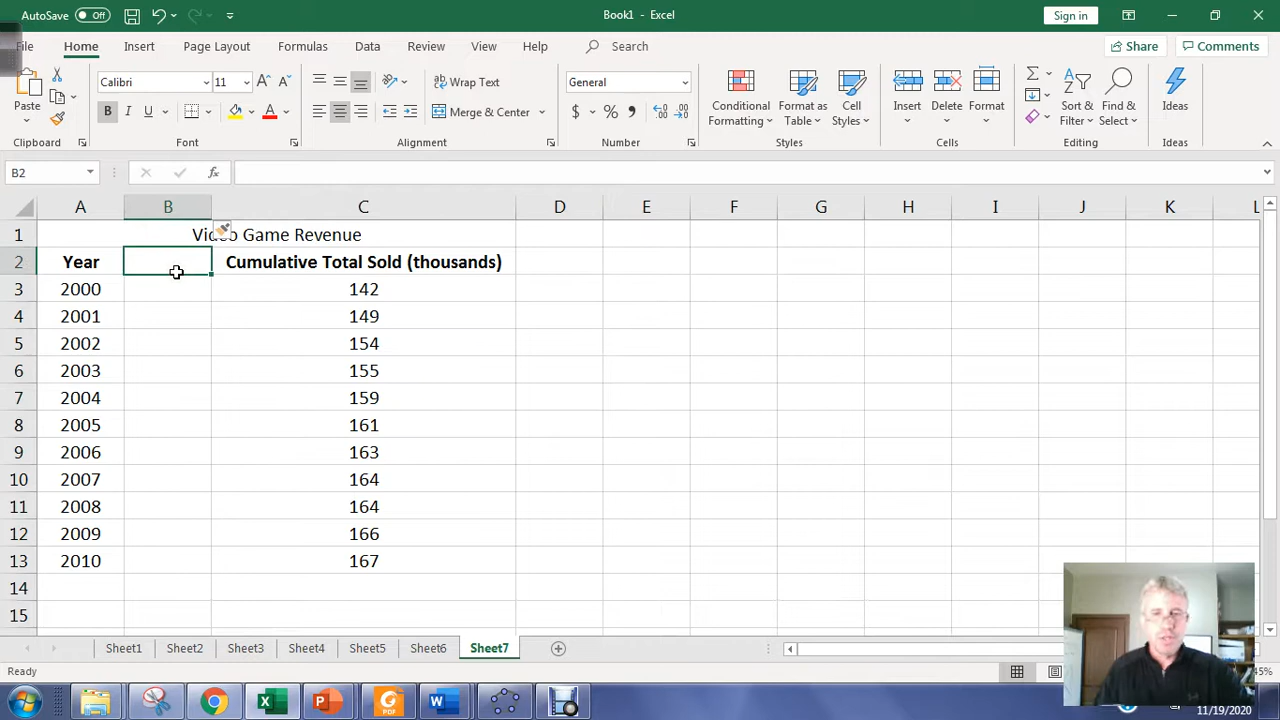 AutoSave Off Book1 - Excel Sign in
File Home Insert Page Layout Formulas Data Review View Help Search Share Comments
Calibri 11 Wrap Text General
Paste B I U A Merge & Center $ % Conditional Formatting Format as Table Cell Styles Insert Delete Format Sort & Filter Find & Select Ideas
Clipboard Font Alignment Number Styles Cells Editing Ideas
B2 fx
A B C D E F G H I J K L
1 Video Game Revenue
2 Year Cumulative Total Sold (thousands)
3 2000 142
4 2001 149
5 2002 154
6 2003 155
7 2004 159
8 2005 161
9 2006 163
10 2007 164
11 2008 164
12 2009 166
13 2010 167
14
15
Sheet1 Sheet2 Sheet3 Sheet4 Sheet5 Sheet6 Sheet7
Ready 45%
PDF 11/19/2020